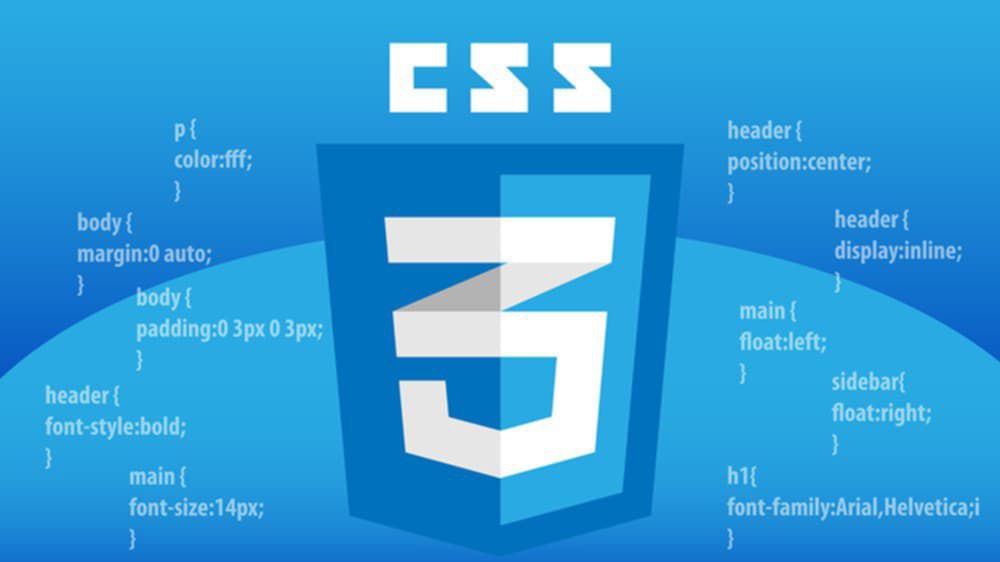 CSS
3
p {
color:fff;
}
body {
margin:0 auto;
}
body {
padding:0 3px 0 3px;
}
header {
font-style:bold;
}
main {
font-size:14px;
}
header {
position:center;
}
header {
display:inline;
}
main {
float:left;
}
sidebar{
float:right;
}
h1{
font-family:Arial,Helvetica;i
}